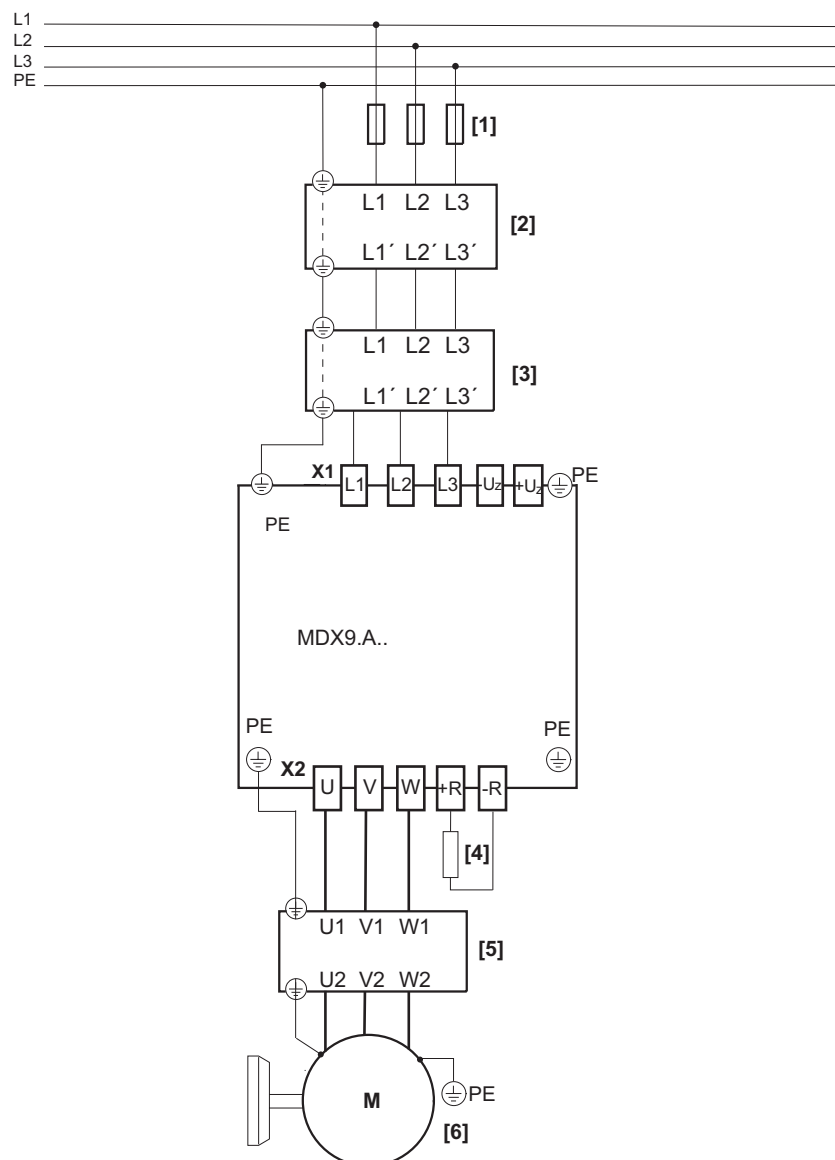 L1
L2
L3
PE
[1]
L1 L2 L3
[2]
L1´ L2´ L3´
L1 L2 L3
[3]
L1´ L2´ L3´
X1 L1 L2 L3 -Uz +Uz PE
PE
MDX9.A..
PE PE
X2 U V W +R -R
[4]
U1 V1 W1
[5]
U2 V2 W2
M
PE
[6]